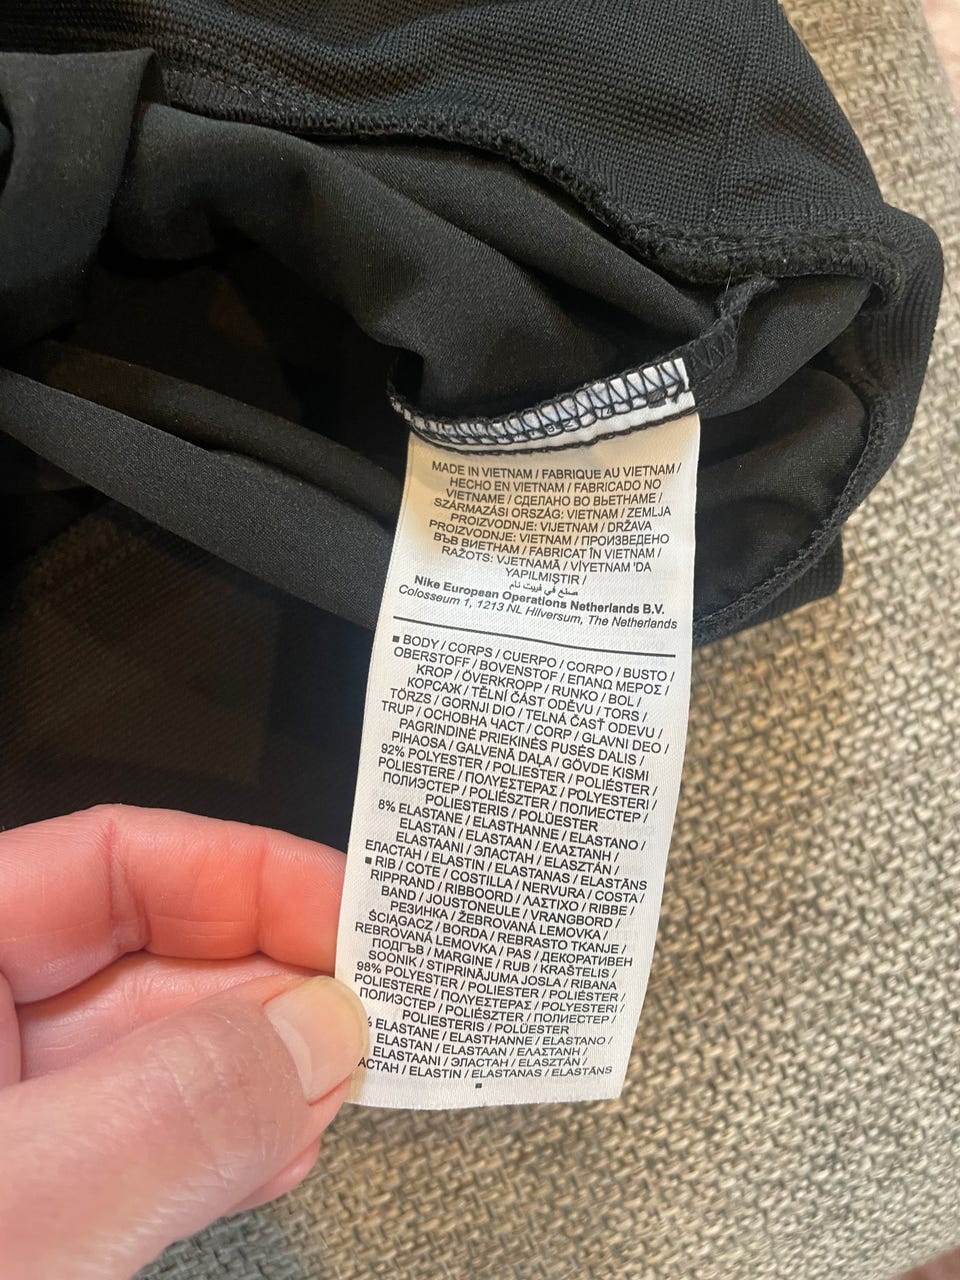 MADE IN VIETNAM / FABRIQUE AU VIETNAM /
HECHO EN VIETNAM / FABRICADO NO
VIETNAME / СДЕЛАНО ВО ВЬЕТНАМЕ /
SZÁRMAZÁSI ORSZÁG: VIETNAM / ZEMLJA
PROIZVODNJE: VIJETNAM / DRŽAVA
PROIZVODNJE: VIETNAM / ПРОИЗВЕДЕНО
ВЪВ ВИЕТНАМ / FABRICAT ÎN VIETNAM /
RAŽOTS: VJETNAMĀ / VİYETNAM 'DA
YAPILMIŞTIR /
صنع في فييت نام
Nike European Operations Netherlands B.V.
Colosseum 1, 1213 NL Hilversum, The Netherlands
■ BODY / CORPS / CUERPO / CORPO / BUSTO /
OBERSTOFF / BOVENSTOF / ΕΠΑΝΩ ΜΕΡΟΣ /
KROP / ÖVERKROPP / RUNKO / BOL /
КОРСАЖ / TĚLNÍ ČÁST ODĚVU / TORS /
TÖRZS / GORNJI DIO / TELNÁ ČASŤ ODEVU /
TRUP / ОСНОВНА ЧАСТ / CORP / GLAVNI DEO /
PAGRINDINĖ PRIEKINĖS PUSĖS DALIS /
PIHAOSA / GALVENĀ DAĻA / GÖVDE KISMI
92% POLYESTER / POLIESTER / POLIÉSTER /
POLIESTERE / ΠΟΛΥΕΣΤΕΡΑΣ / POLYESTERI /
ПОЛИЭСТЕР / POLIÉSZTER / ПОЛИЕСТЕР /
POLIESTERIS / POLÜESTER
8% ELASTANE / ELASTHANNE / ELASTANO /
ELASTAN / ELASTAAN / ΕΛΑΣΤΑΝΗ /
ELASTAANI / ЭЛАСТАН / ELASZTÁN /
ЕЛАСТАН / ELASTIN / ELASTANAS / ELASTĀNS
■ RIB / COTE / COSTILLA / NERVURA / COSTA /
RIPPRAND / RIBBOORD / ΛΑΣΤΙΧΟ / RIBBE /
BAND / JOUSTONEULE / VRANGBORD /
РЕЗИНКА / ŽEBROVANÁ LEMOVKA /
ŚCIĄGACZ / BORDA / REBRASTO TKANJE /
REBROVANÁ LEMOVKA / PAS / ДЕКОРАТИВЕН
ПОДГЪВ / MARGINE / RUB / KRAŠTELIS /
SOONIK / STIPRINĀJUMA JOSLA / RIBANA
98% POLYESTER / POLIESTER / POLIÉSTER /
POLIESTERE / ΠΟΛΥΕΣΤΕΡΑΣ / POLYESTERI /
ПОЛИЭСТЕР / POLIÉSZTER / ПОЛИЕСТЕР /
POLIESTERIS / POLÜESTER
% ELASTANE / ELASTHANNE / ELASTANO /
ELASTAN / ELASTAAN / ΕΛΑΣΤΑΝΗ /
ELASTAANI / ЭЛАСТАН / ELASZTÁN /
АСТАН / ELASTIN / ELASTANAS / ELASTĀNS